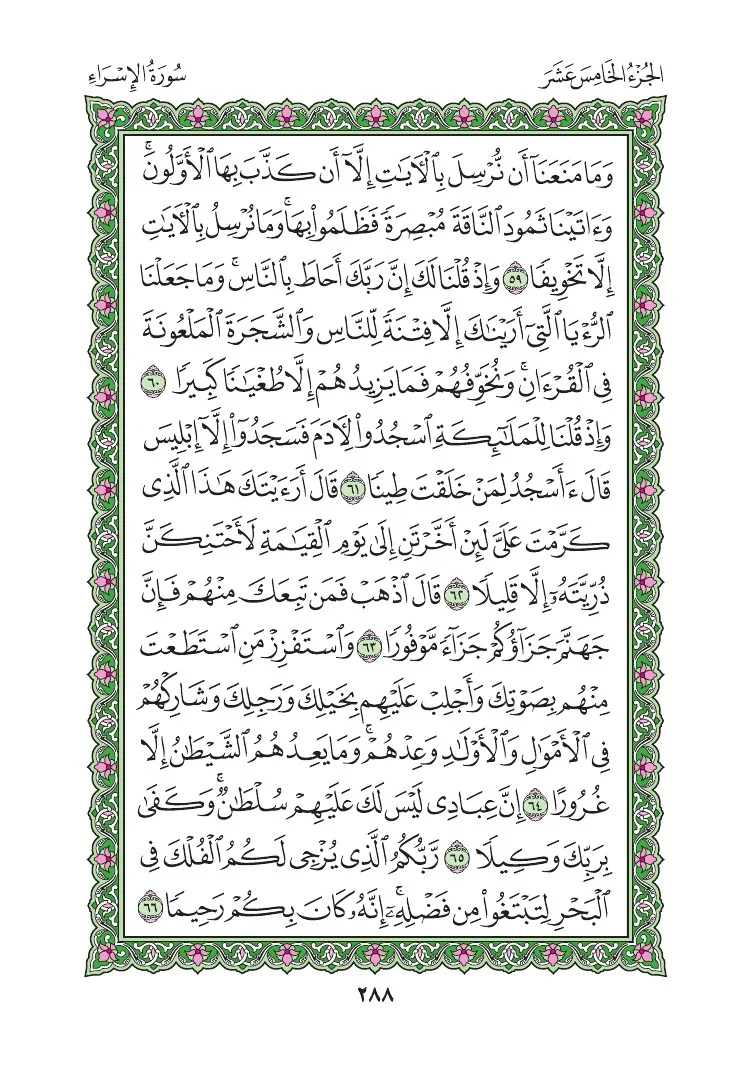 الجُزْءُ الخَامِسَ عَشَرَ
سُورَةُ الإِسْرَاءِ
وَمَا مَنَعَنَآ أَن نُّرْسِلَ بِٱلْأَيَٰتِ إِلَّآ أَن كَذَّبَ بِهَا ٱلْأَوَّلُونَۚ
وَءَاتَيْنَا ثَمُودَ ٱلنَّاقَةَ مُبْصِرَةً فَظَلَمُواْ بِهَاۚ وَمَا نُرْسِلُ بِٱلْأَيَٰتِ
إِلَّا تَخْوِيفًا ٥٩ وَإِذْ قُلْنَا لَكَ إِنَّ رَبَّكَ أَحَاطَ بِٱلنَّاسِۚ وَمَا جَعَلْنَا
ٱلرُّءْيَا ٱلَّتِىٓ أَرَيْنَٰكَ إِلَّا فِتْنَةً لِّلنَّاسِ وَٱلشَّجَرَةَ ٱلْمَلْعُونَةَ
فِى ٱلْقُرْءَانِۚ وَنُخَوِّفُهُمْ فَمَا يَزِيدُهُمْ إِلَّا طُغْيَٰنًا كَبِيرًا ٦٠
وَإِذْ قُلْنَا لِلْمَلَٰٓئِكَةِ ٱسْجُدُواْ لِأَدَمَ فَسَجَدُوٓاْ إِلَّآ إِبْلِيسَ
قَالَ ءَأَسْجُدُ لِمَنْ خَلَقْتَ طِينًا ٦١ قَالَ أَرَءَيْتَكَ هَٰذَا ٱلَّذِى
كَرَّمْتَ عَلَىَّ لَئِنْ أَخَّرْتَنِ إِلَىٰ يَوْمِ ٱلْقِيَٰمَةِ لَأَحْتَنِكَنَّ
ذُرِّيَّتَهُۥٓ إِلَّا قَلِيلًا ٦٢ قَالَ ٱذْهَبْ فَمَن تَبِعَكَ مِنْهُمْ فَإِنَّ
جَهَنَّمَ جَزَآؤُكُمْ جَزَآءً مَّوْفُورًا ٦٣ وَٱسْتَفْزِزْ مَنِ ٱسْتَطَعْتَ
مِنْهُم بِصَوْتِكَ وَأَجْلِبْ عَلَيْهِم بِخَيْلِكَ وَرَجِلِكَ وَشَارِكْهُمْ
فِى ٱلْأَمْوَٰلِ وَٱلْأَوْلَٰدِ وَعِدْهُمْۚ وَمَا يَعِدُهُمُ ٱلشَّيْطَٰنُ إِلَّا
غُرُورًا ٦٤ إِنَّ عِبَادِى لَيْسَ لَكَ عَلَيْهِمْ سُلْطَٰنٌۚ وَكَفَىٰ
بِرَبِّكَ وَكِيلًا ٦٥ رَّبُّكُمُ ٱلَّذِى يُزْجِى لَكُمُ ٱلْفُلْكَ فِى
ٱلْبَحْرِ لِتَبْتَغُواْ مِن فَضْلِهِۦٓۚ إِنَّهُۥ كَانَ بِكُمْ رَحِيمًا ٦٦
٢٨٨